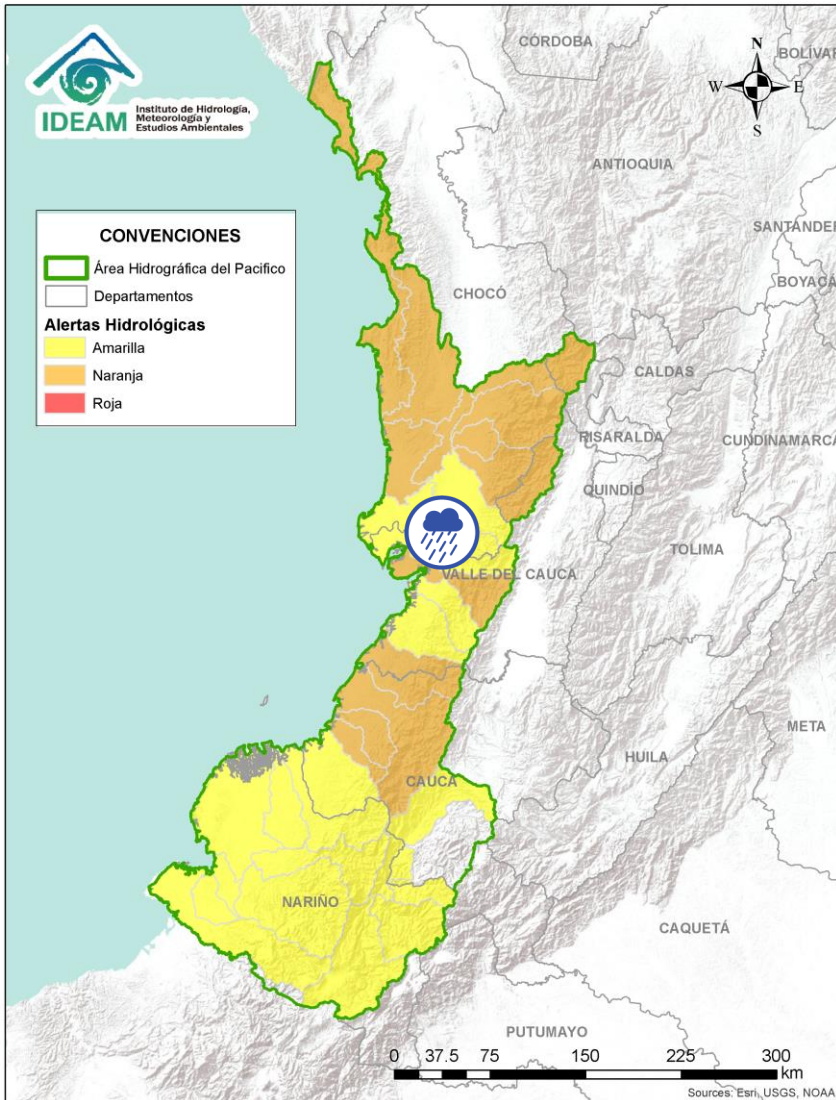 IDEAM
Instituto de Hidrología,
Meteorología y
Estudios Ambientales
CÓRDOBA
BOLÍVAR
N
W
E
S
ANTIOQUIA
SANTANDER
BOYACÁ
CONVENCIONES
Área Hidrográfica del Pacifico
Departamentos
Alertas Hidrológicas
Amarilla
Naranja
Roja
CHOCÓ
CALDAS
RISARALDA
CUNDINAMARCA
QUINDÍO
TOLIMA
VALLE DEL CAUCA
META
HUILA
CAUCA
NARIÑO
CAQUETÁ
PUTUMAYO
0 37.5 75 150 225 300
km
Sources: Esri, USGS, NOAA